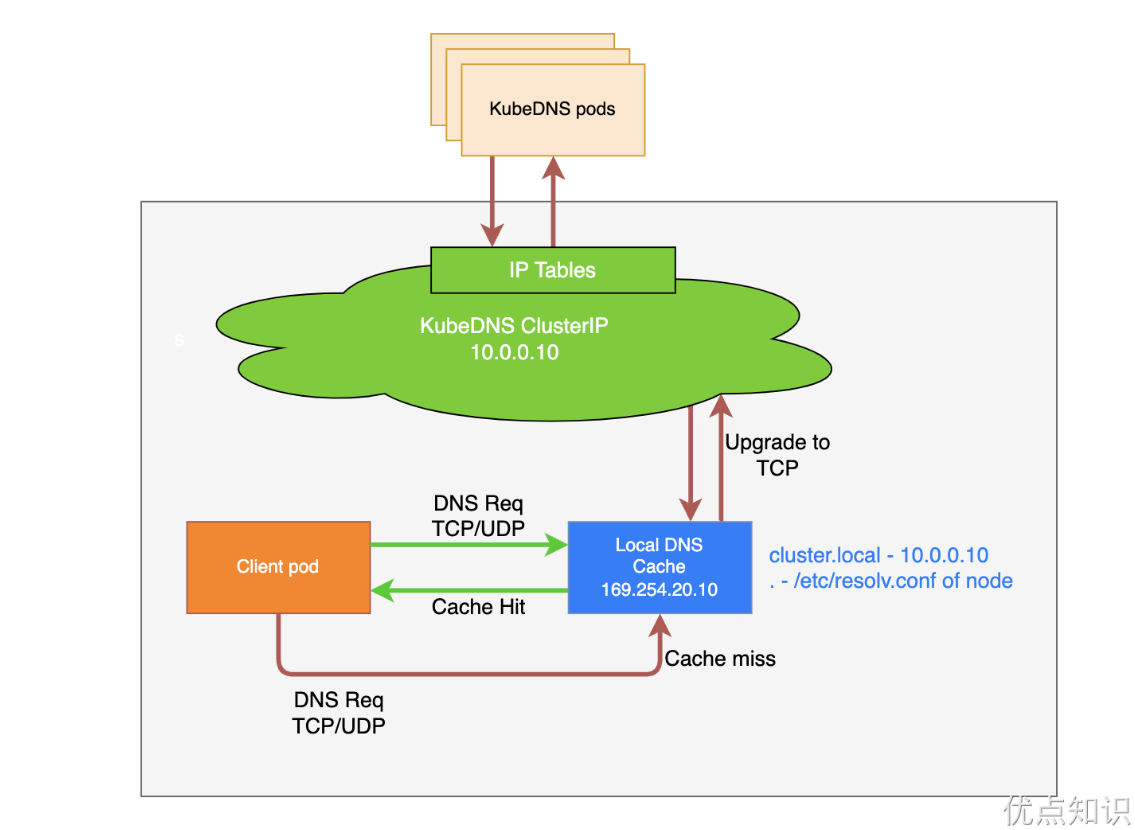 KubeDNS pods
IP Tables
KubeDNS ClusterIP
10.0.0.10
s
Upgrade to
TCP
DNS Req
TCP/UDP
Client pod
Local DNS
Cache
169.254.20.10
cluster.local - 10.0.0.10
. - /etc/resolv.conf of node
Cache Hit
Cache miss
DNS Req
TCP/UDP
优点知识